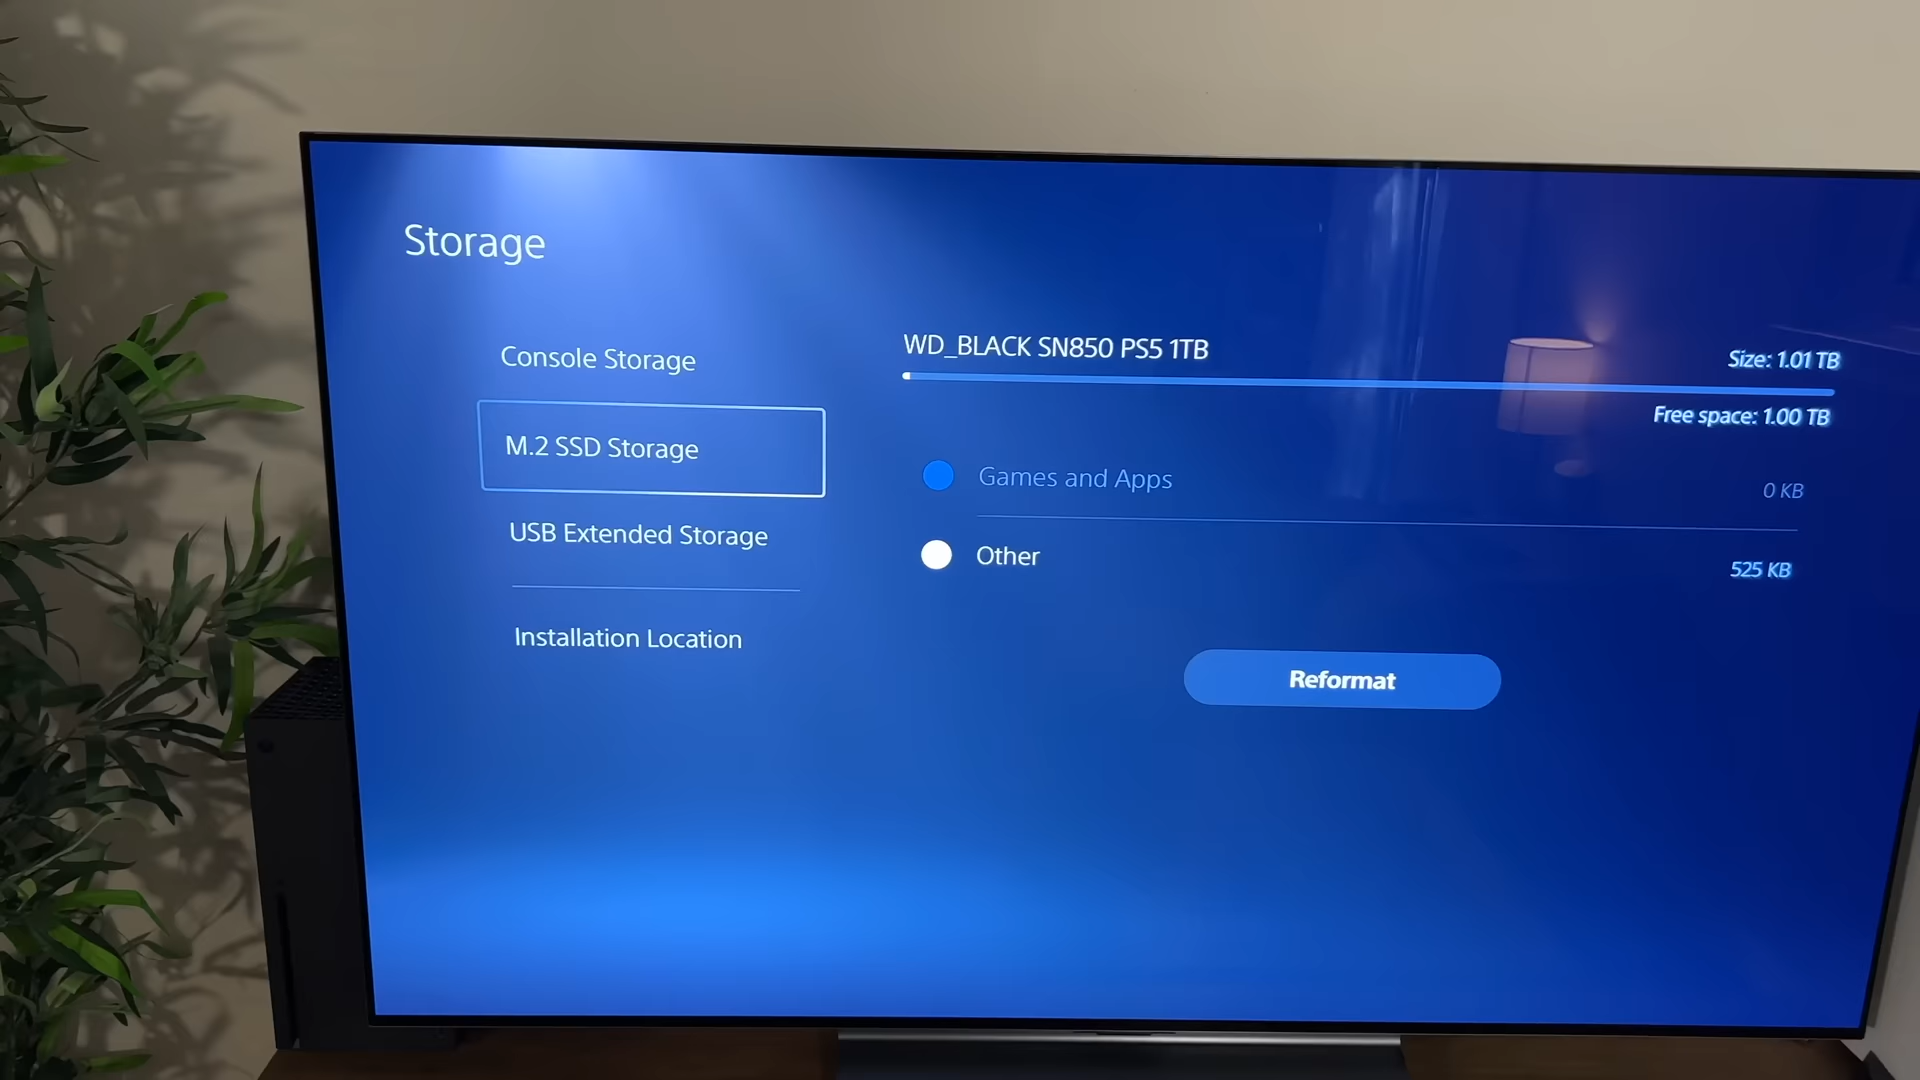 Storage
Console Storage
M.2 SSD Storage
USB Extended Storage
Installation Location
WD_BLACK SN850 PS5 1TB
Size: 1.01 TB
Free space: 1.00 TB
Games and Apps
0 KB
Other
525 KB
Reformat